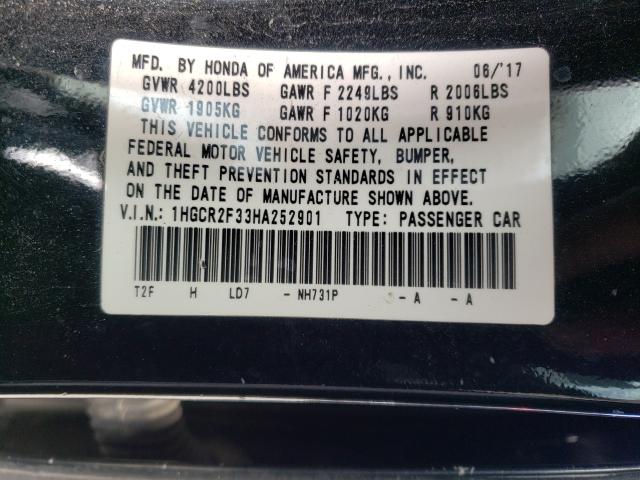 MFD. BY HONDA OF AMERICA MFG., INC. 06/'17
GVWR 4200LBS GAWR F 2249LBS R 2006LBS
GVWR 1905KG GAWR F 1020KG R 910KG
THIS VEHICLE CONFORMS TO ALL APPLICABLE
FEDERAL MOTOR VEHICLE SAFETY, BUMPER,
AND THEFT PREVENTION STANDARDS IN EFFECT
ON THE DATE OF MANUFACTURE SHOWN ABOVE.
V.I.N.: 1HGCR2F33HA252901 TYPE: PASSENGER CAR
T2F H LD7 - NH731P - A - A